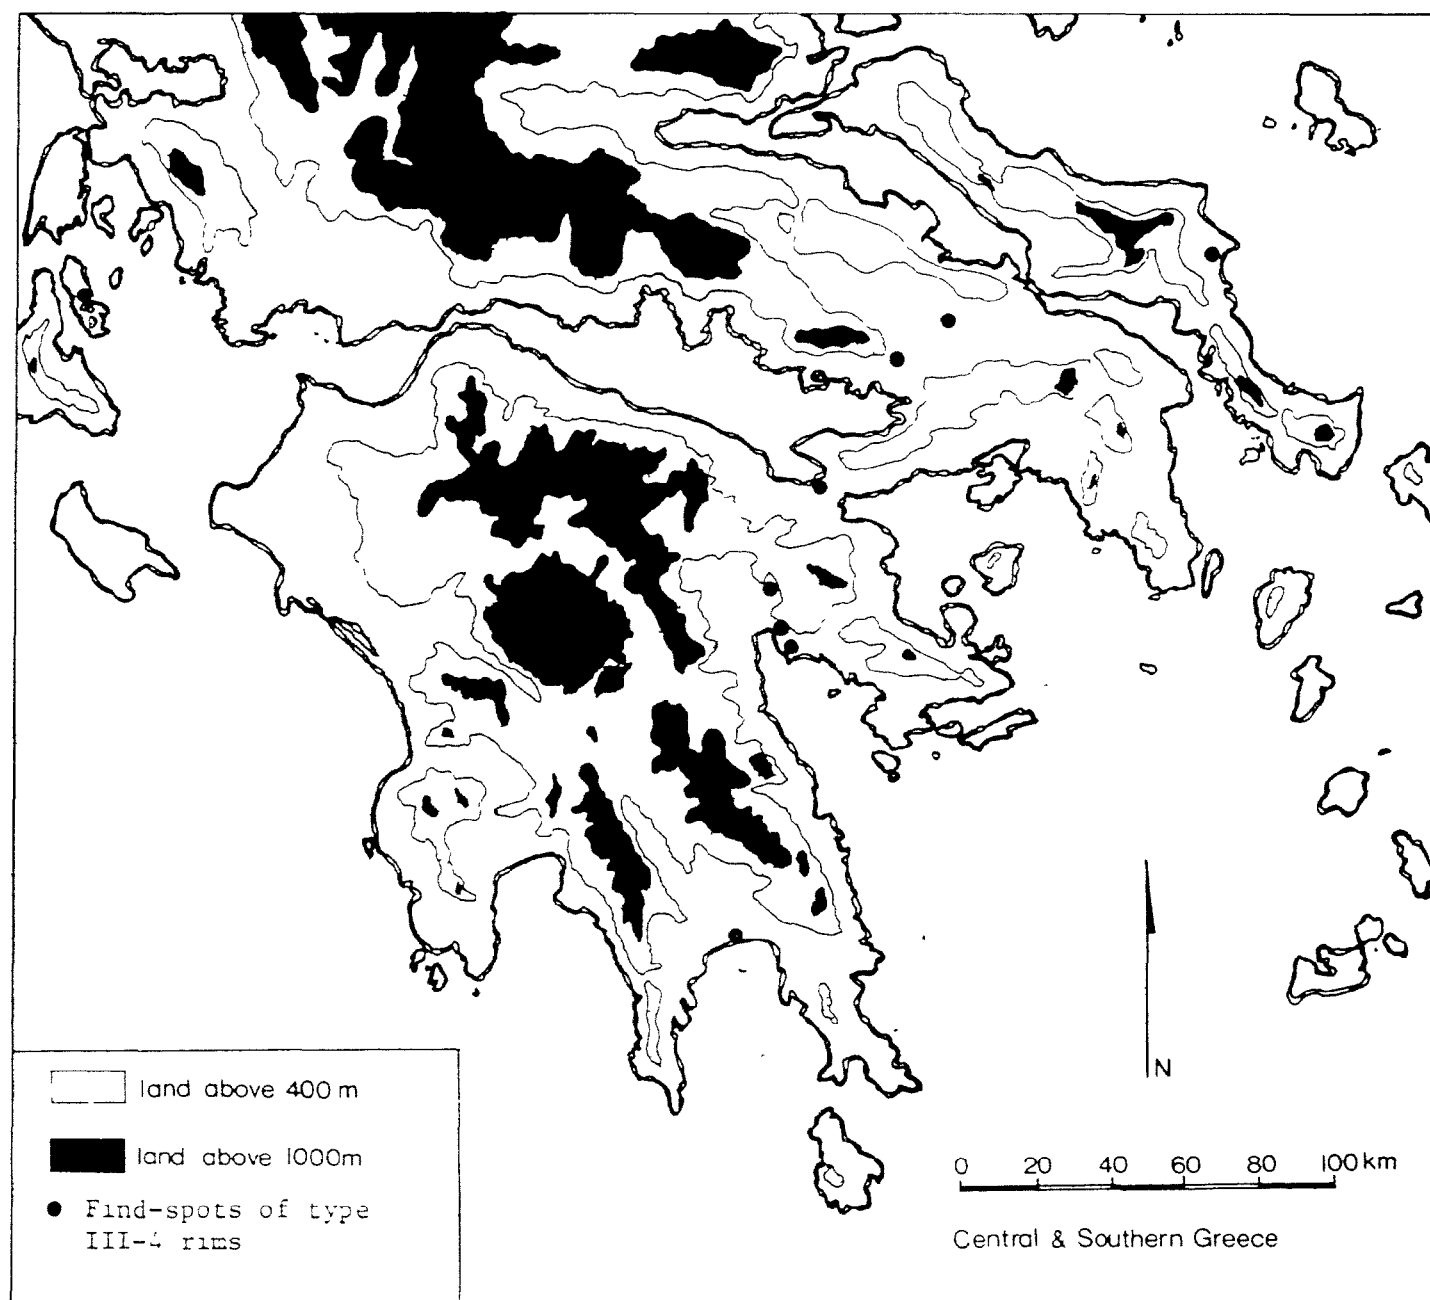 land above 400 m
land above 1000m
Find-spots of type
III-4 rims
N
0 20 40 60 80 100 km
Central & Southern Greece